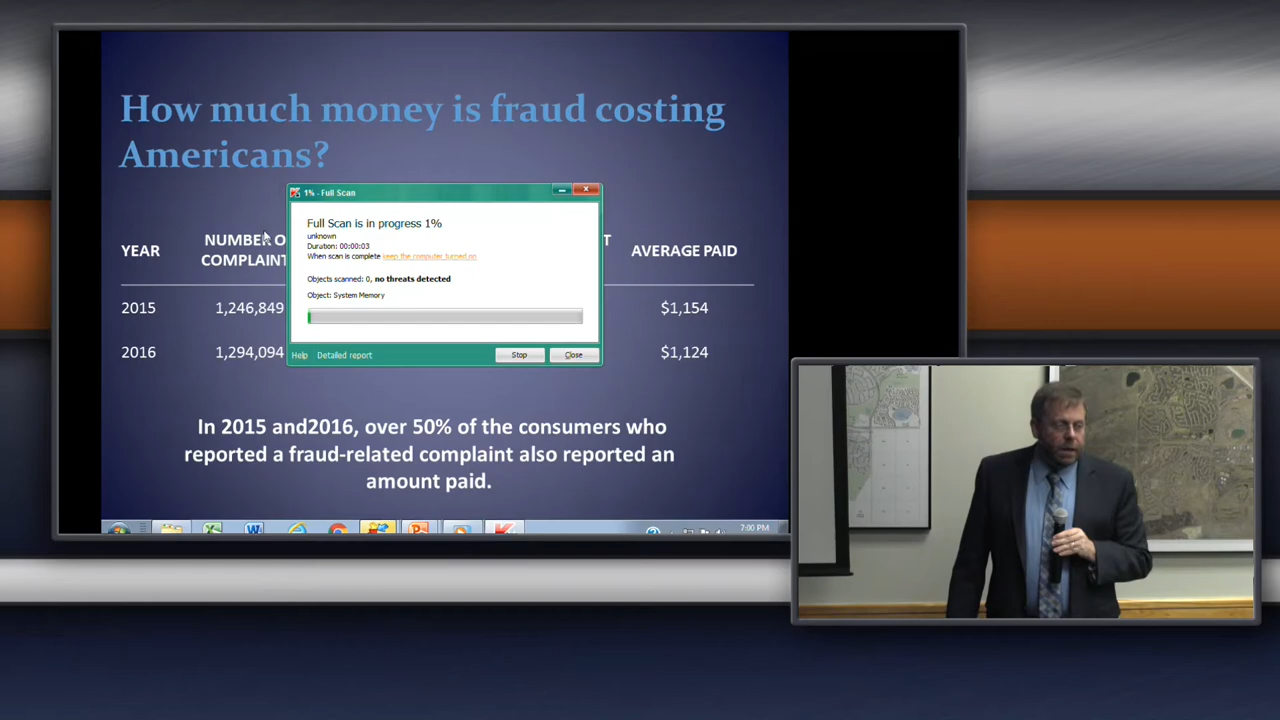 How much money is fraud costing
Americans?
1% - Full Scan
Full Scan is in progress 1%
unknown
Duration: 00:00:03
When scan is complete keep the computer turned on
Objects scanned: 0, no threats detected
Object: System Memory
Help Detailed report Stop Close
YEAR NUMBER O COMPLAINT T AVERAGE PAID
2015 1,246,849 $1,154
2016 1,294,094 $1,124
In 2015 and2016, over 50% of the consumers who
reported a fraud-related complaint also reported an
amount paid.
7:00 PM